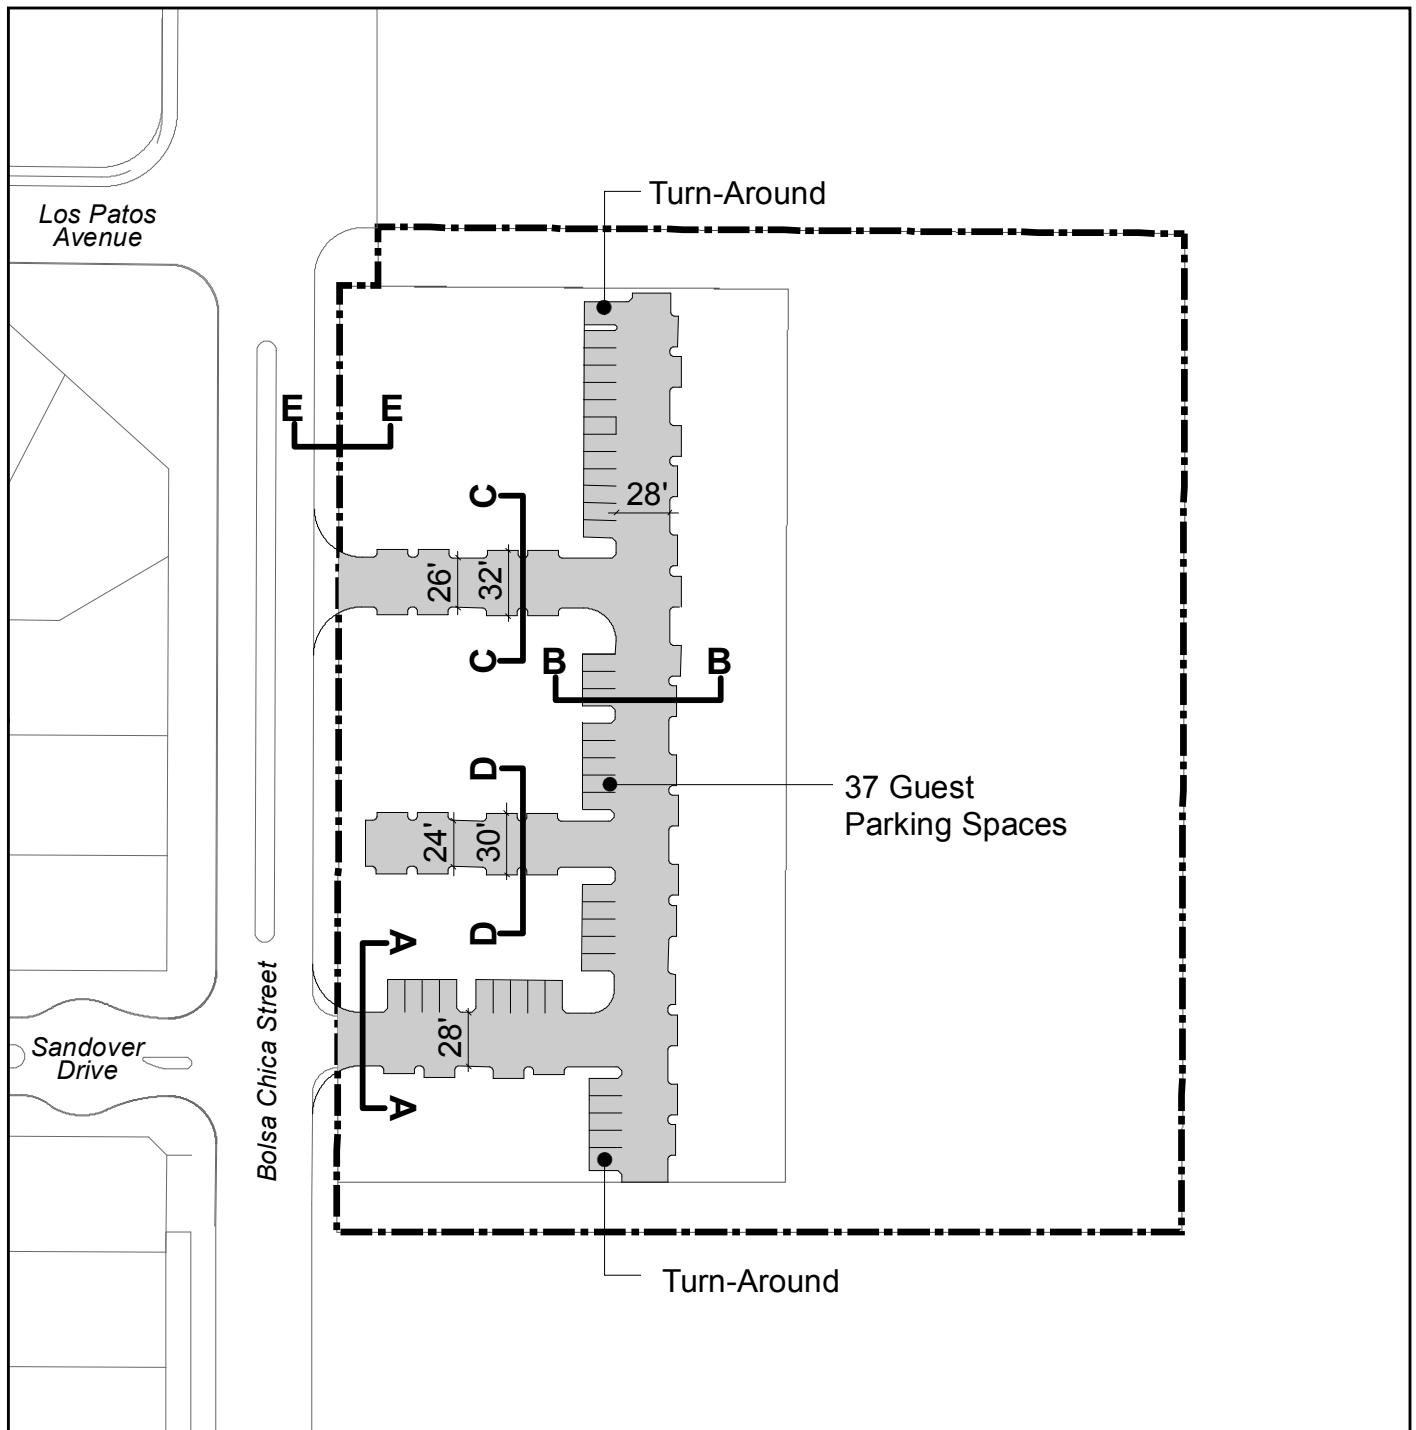 Turn-Around
Los Patos
Avenue
E E
C
28'
26'
32'
C
B B
D
37 Guest
Parking Spaces
24'
30'
D
A
Bolsa Chica Street
28'
Sandover
Drive
A
Turn-Around